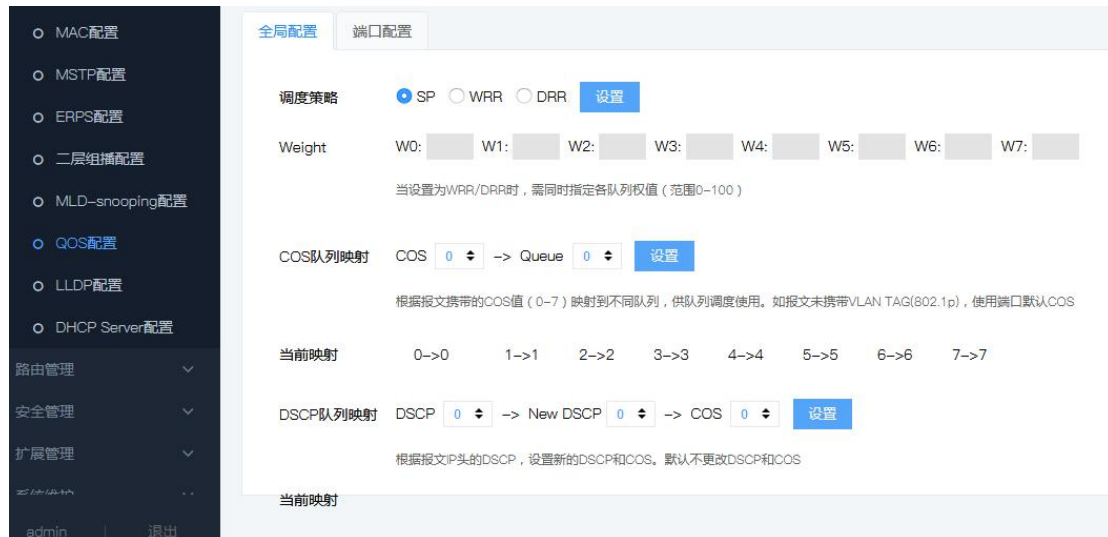 MAC配置
MSTP配置
ERPS配置
二层组播配置
MLD-snooping配置
QOS配置
LLDP配置
DHCP Server配置
路由管理
安全管理
扩展管理
系统维护
admin | 退出
全局配置 端口配置
调度策略 SP WRR DRR 设置
Weight W0: W1: W2: W3: W4: W5: W6: W7:
当设置为WRR/DRR时，需同时指定各队列权值（范围0-100）
COS队列映射 COS 0 -> Queue 0 设置
根据报文携带的COS值（0-7）映射到不同队列，供队列调度使用。如报文未携带VLAN TAG(802.1p)，使用端口默认COS
当前映射 0->0 1->1 2->2 3->3 4->4 5->5 6->6 7->7
DSCP队列映射 DSCP 0 -> New DSCP 0 -> COS 0 设置
根据报文IP头的DSCP，设置新的DSCP和COS。默认不更改DSCP和COS
当前映射